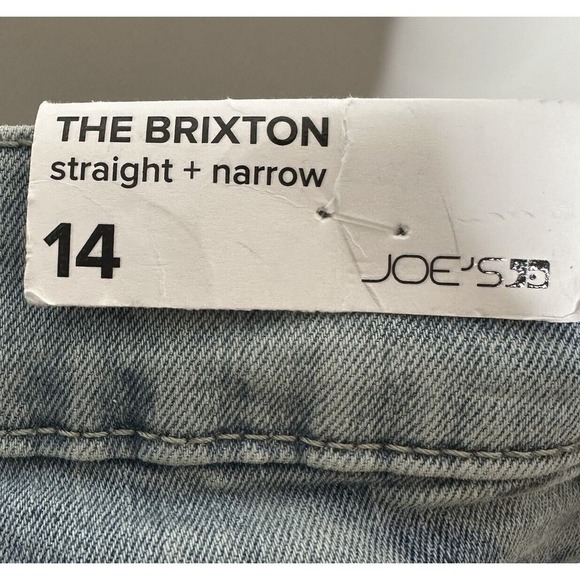 THE BRIXTON
straight + narrow
14
JOE'S